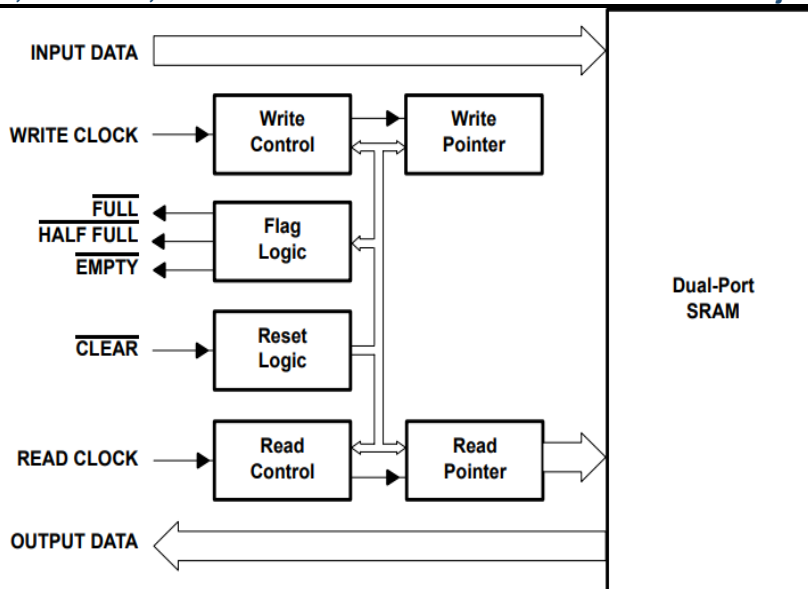 INPUT DATA
WRITE CLOCK
Write
Control
Write
Pointer
FULL
HALF FULL
EMPTY
Flag
Logic
Dual-Port
SRAM
CLEAR
Reset
Logic
READ CLOCK
Read
Control
Read
Pointer
OUTPUT DATA